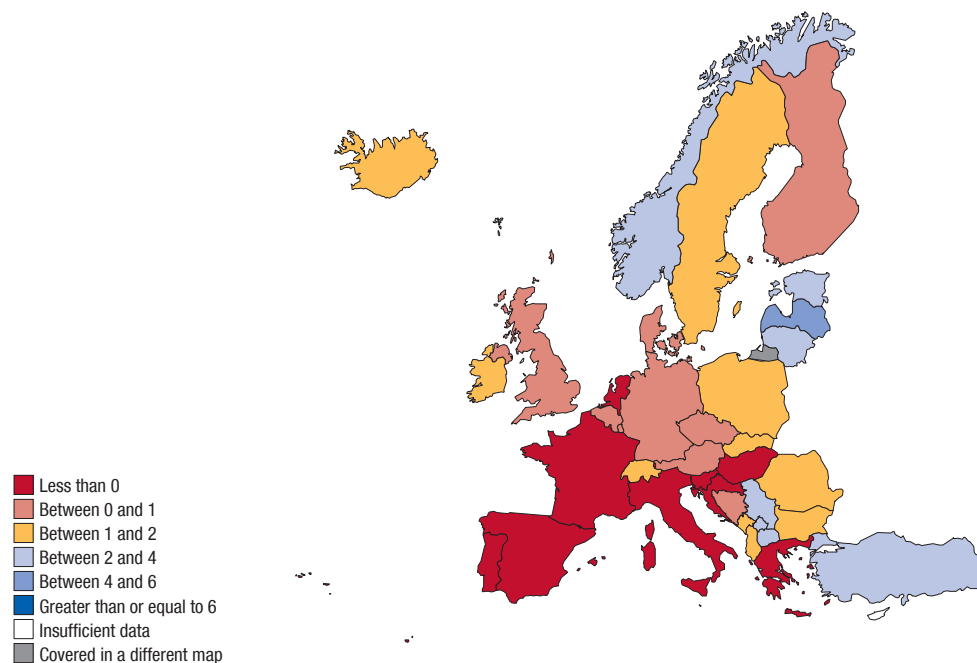 Less than 0
Between 0 and 1
Between 1 and 2
Between 2 and 4
Between 4 and 6
Greater than or equal to 6
Insufficient data
Covered in a different map